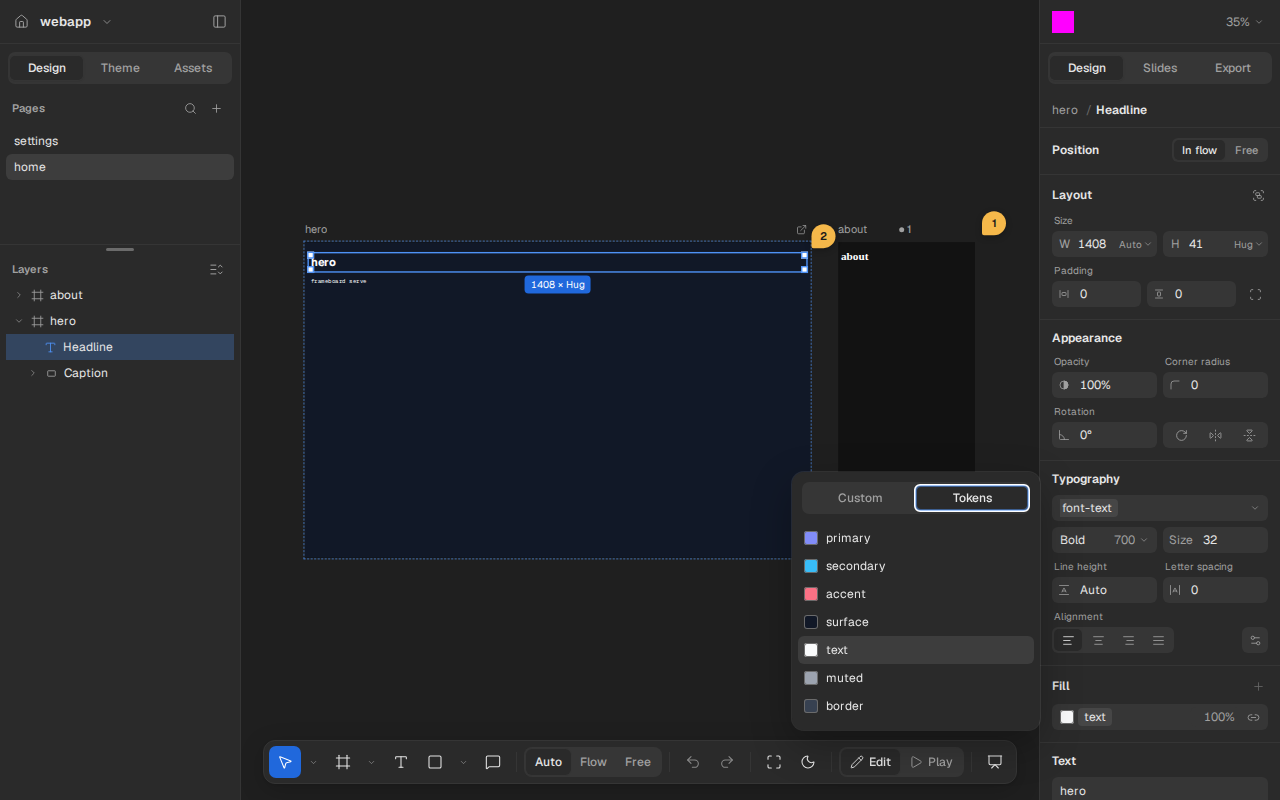 webapp
Design Theme Assets
Pages
settings
home
Layers
about
hero
Headline
Caption
hero
2
about
1
1
hero
about
frameboard serve
1408 × Hug
Custom Tokens
primary
secondary
accent
surface
text
muted
border
Auto Flow Free
Edit Play
35%
Design Slides Export
hero / Headline
Position In flow Free
Layout
Size
W 1408 Auto H 41 Hug
Padding
0 0
Appearance
Opacity Corner radius
100% 0
Rotation
0°
Typography
font-text
Bold 700 Size 32
Line height Letter spacing
Auto 0
Alignment
Fill
text 100%
Text
hero